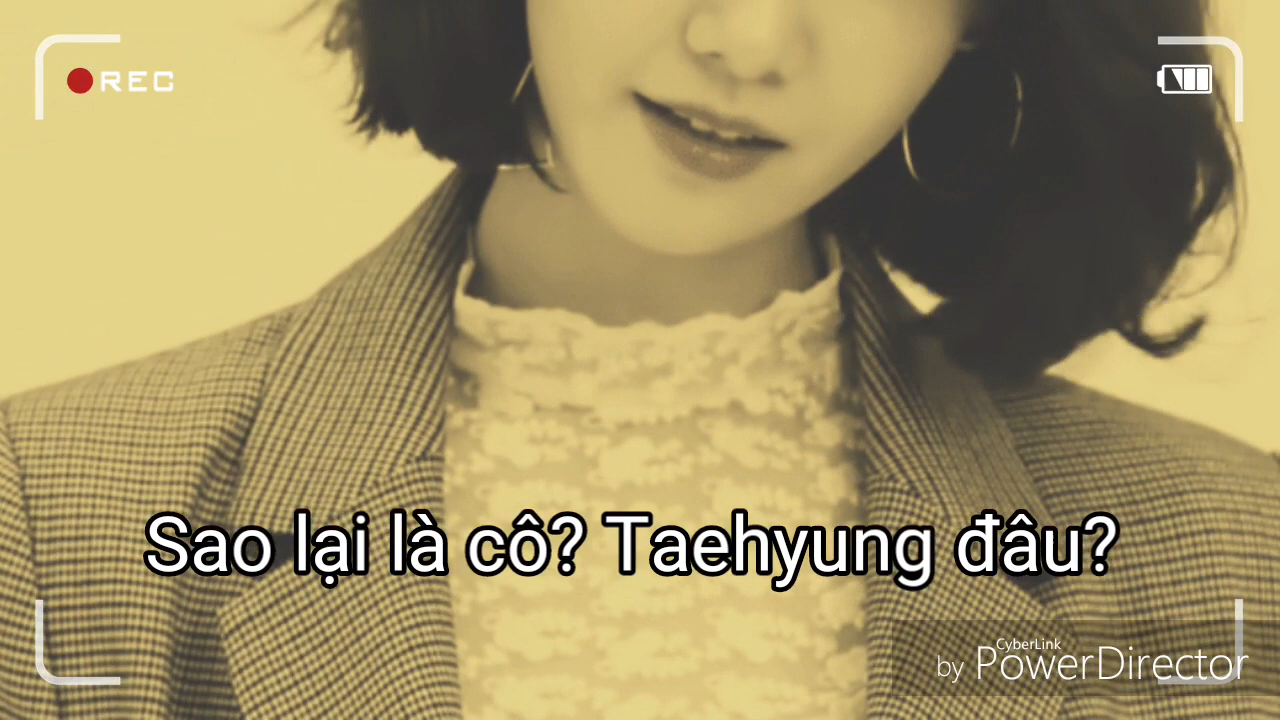 REC
Sao lại là cô? Taehyung đâu?
CyberLink
by PowerDirector